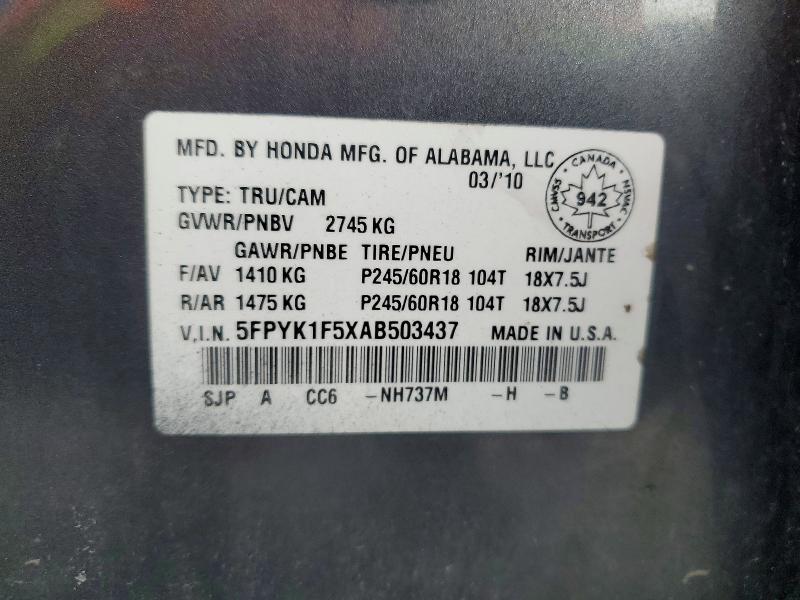 MFD. BY HONDA MFG. OF ALABAMA, LLC
03/'10
CANADA
CMVSS
942
NSVAC
TRANSPORT
TYPE: TRU/CAM
GVWR/PNBV 2745 KG
GAWR/PNBE TIRE/PNEU RIM/JANTE
F/AV 1410 KG P245/60R18 104T 18X7.5J
R/AR 1475 KG P245/60R18 104T 18X7.5J
V.I.N. 5FPYK1F5XAB503437 MADE IN U.S.A.
SJP A CC6 -NH737M -H -B